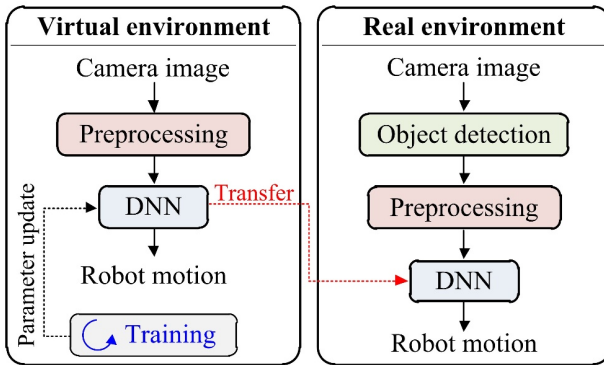 Virtual environment
Camera image
Preprocessing
DNN
Transfer
Robot motion
Parameter update
Training
Real environment
Camera image
Object detection
Preprocessing
DNN
Robot motion